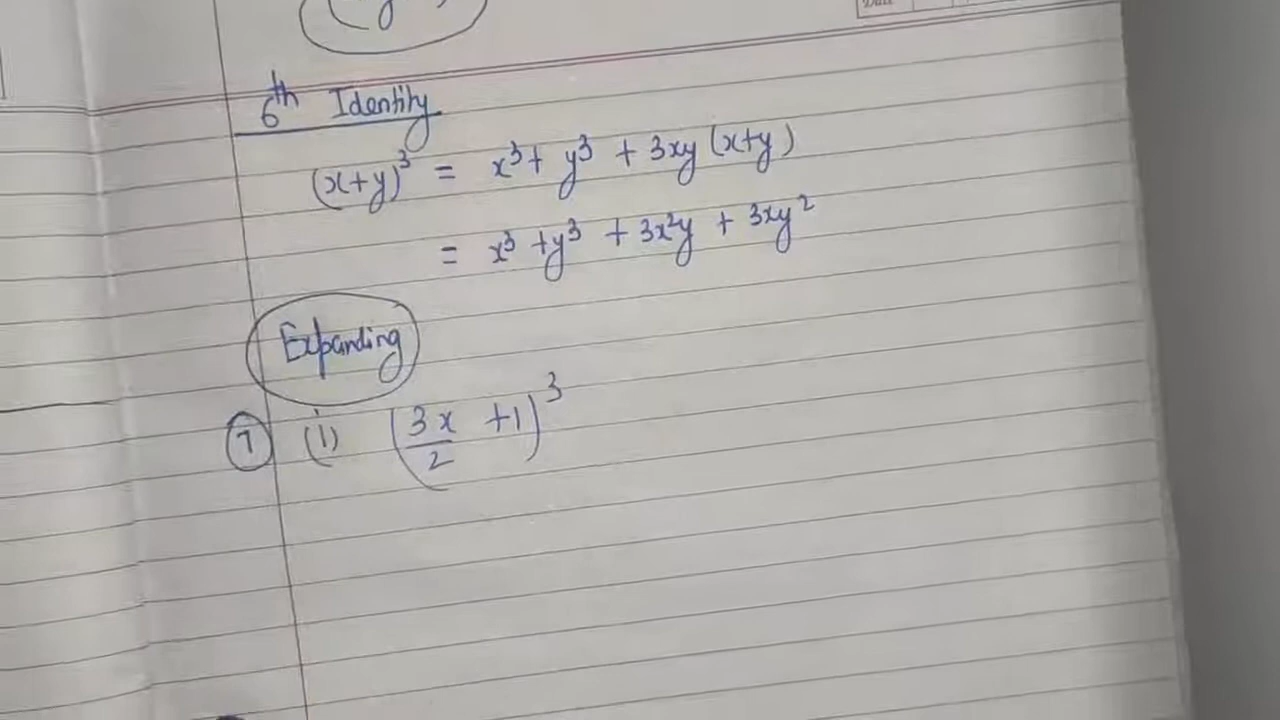 6th Identity
(x+y)³ = x³ + y³ + 3xy (x+y)
= x³ + y³ + 3x²y + 3xy²
Expanding
7 (i) (3x/2 +1)³